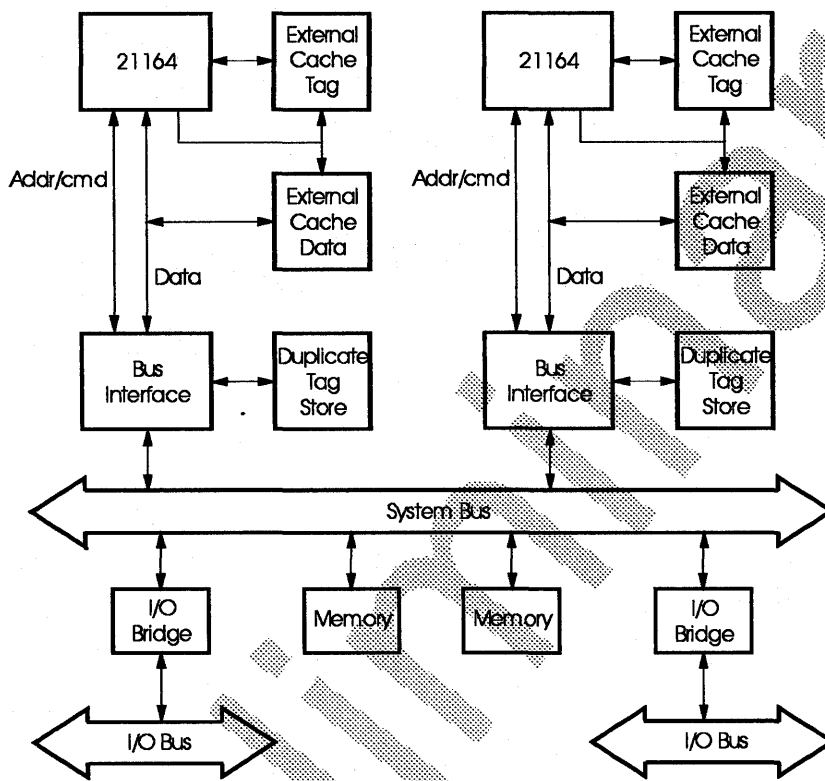 21164
External
Cache
Tag
21164
External
Cache
Tag
Addr/cmd
External
Cache
Data
Addr/cmd
External
Cache
Data
Data
Data
Bus
Interface
Duplicate
Tag
Store
Bus
Interface
Duplicate
Tag
Store
System Bus
I/O
Bridge
Memory
Memory
I/O
Bridge
I/O Bus
I/O Bus